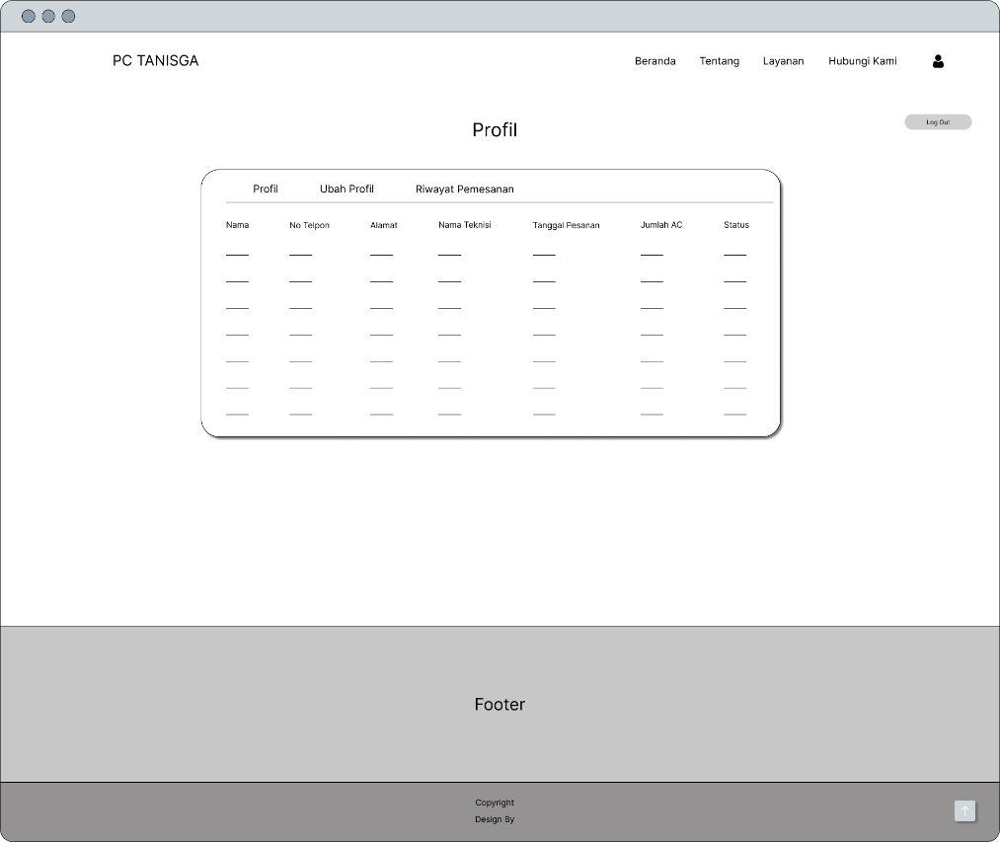 PC TANISGA Beranda Tentang Layanan Hubungi Kami
Log Out
Profil
Profil Ubah Profil Riwayat Pemesanan
Nama No Telpon Alamat Nama Teknisi Tanggal Pesanan Jumlah AC Status
Footer
Copyright
Design By